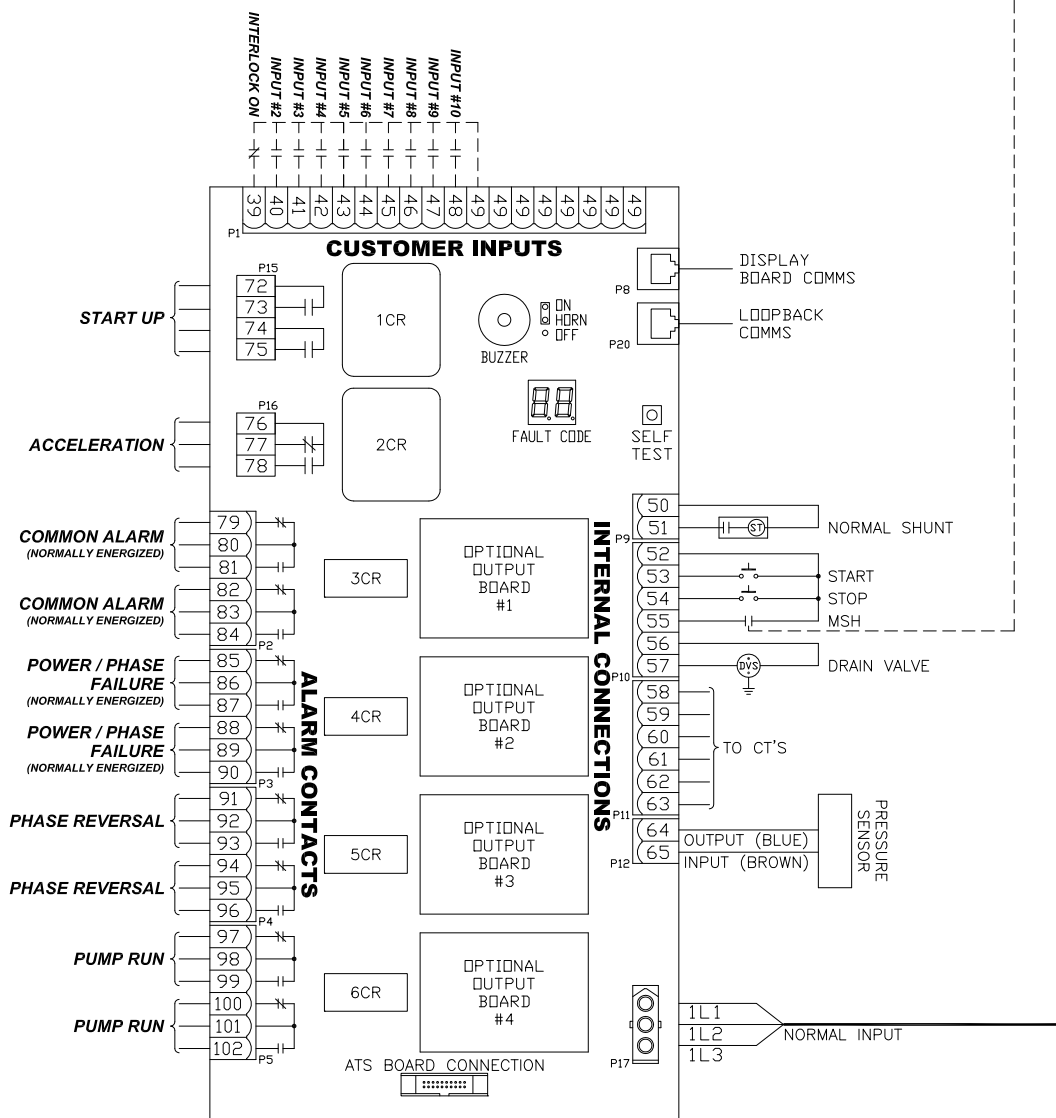 INTERLOCK ON
INPUT #2
INPUT #3
INPUT #4
INPUT #5
INPUT #6
INPUT #7
INPUT #8
INPUT #9
INPUT #10
39 40 41 42 43 44 45 46 47 48 49 49 49 49 49 49 49 49
P1
CUSTOMER INPUTS
START UP
P15
72
73
74
75
1CR
BUZZER
ON
HORN
OFF
P8
DISPLAY
BOARD COMMS
P20
LOOPBACK
COMMS
ACCELERATION
P16
76
77
78
2CR
FAULT CODE
SELF
TEST
COMMON ALARM
(NORMALLY ENERGIZED)
79
80
81
COMMON ALARM
(NORMALLY ENERGIZED)
82
83
84
P2
3CR
OPTIONAL
OUTPUT
BOARD
#1
POWER / PHASE
FAILURE
(NORMALLY ENERGIZED)
85
86
87
POWER / PHASE
FAILURE
(NORMALLY ENERGIZED)
88
89
90
P3
4CR
OPTIONAL
OUTPUT
BOARD
#2
PHASE REVERSAL
91
92
93
PHASE REVERSAL
94
95
96
P4
5CR
OPTIONAL
OUTPUT
BOARD
#3
PUMP RUN
97
98
99
PUMP RUN
100
101
102
P5
6CR
OPTIONAL
OUTPUT
BOARD
#4
ALARM CONTACTS
INTERNAL CONNECTIONS
50
51
P9
ST
NORMAL SHUNT
52
53
START
54
STOP
55
MSH
56
57
P10
DVS
DRAIN VALVE
58
59
60
61
62
63
P11
TO CT'S
64
65
P12
OUTPUT (BLUE)
INPUT (BROWN)
PRESSURE
SENSOR
P17
1L1
1L2
1L3
NORMAL INPUT
ATS BOARD CONNECTION